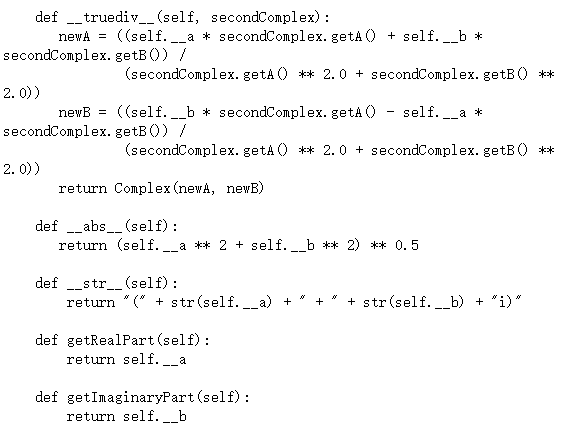 def __truediv__(self, secondComplex):
       newA = ((self.__a * secondComplex.getA() + self.__b *
secondComplex.getB()) /
               (secondComplex.getA() ** 2.0 + secondComplex.getB() **
2.0))
       newB = ((self.__b * secondComplex.getA() - self.__a *
secondComplex.getB()) /
               (secondComplex.getA() ** 2.0 + secondComplex.getB() **
2.0))
       return Complex(newA, newB)

    def __abs__(self):
       return (self.__a ** 2 + self.__b ** 2) ** 0.5

    def __str__(self):
        return "(" + str(self.__a) + " + " + str(self.__b) + "i)"

    def getRealPart(self):
        return self.__a

    def getImaginaryPart(self):
        return self.__b